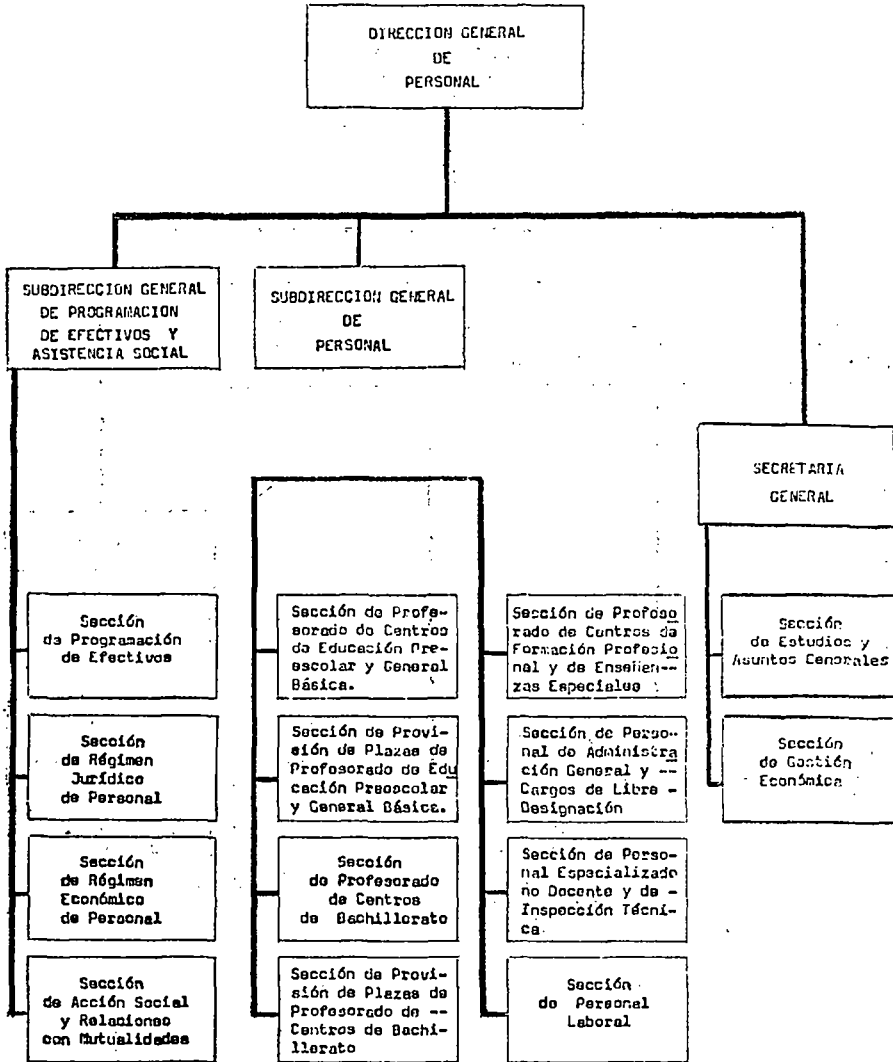 DIRECCION GENERAL
DE
PERSONAL
SUBDIRECCION GENERAL
DE PROGRAMACION
DE EFECTIVOS Y
ASISTENCIA SOCIAL
SUBDIRECCION GENERAL
DE
PERSONAL
SECRETARIA
GENERAL
Sección
de Programación
de Efectivos
Sección
de Régimen
Jurídico
de Personal
Sección
de Régimen
Económico
de Personal
Sección
de Acción Social
y Relaciones
con Mutualidades
Sección de Profe-
sorado de Centros
de Educación Pre-
escolar y General
Básica.
Sección de Provi-
sión de Plazas de
Profesorado de Edu
cación Preescolar
y General Básica.
Sección
de Profesorado
de Centros
de Bachillerato
Sección de Provi-
sión de Plazas de
Profesorado de --
Centros de Bachi-
llerato
Sección de Profeso
rado de Centros de
Formación Profesio
nal y de Enseñan--
zas Especiales
Sección de Perso-
nal de Administra
ción General y --
Cargos de Libre -
Designación
Sección de Perso-
nal Especializado
no Docente y de -
Inspección Técni-
ca.
Sección
de Personal
Laboral
Sección
de Estudios y
Asuntos Generales
Sección
de Gestión
Económica